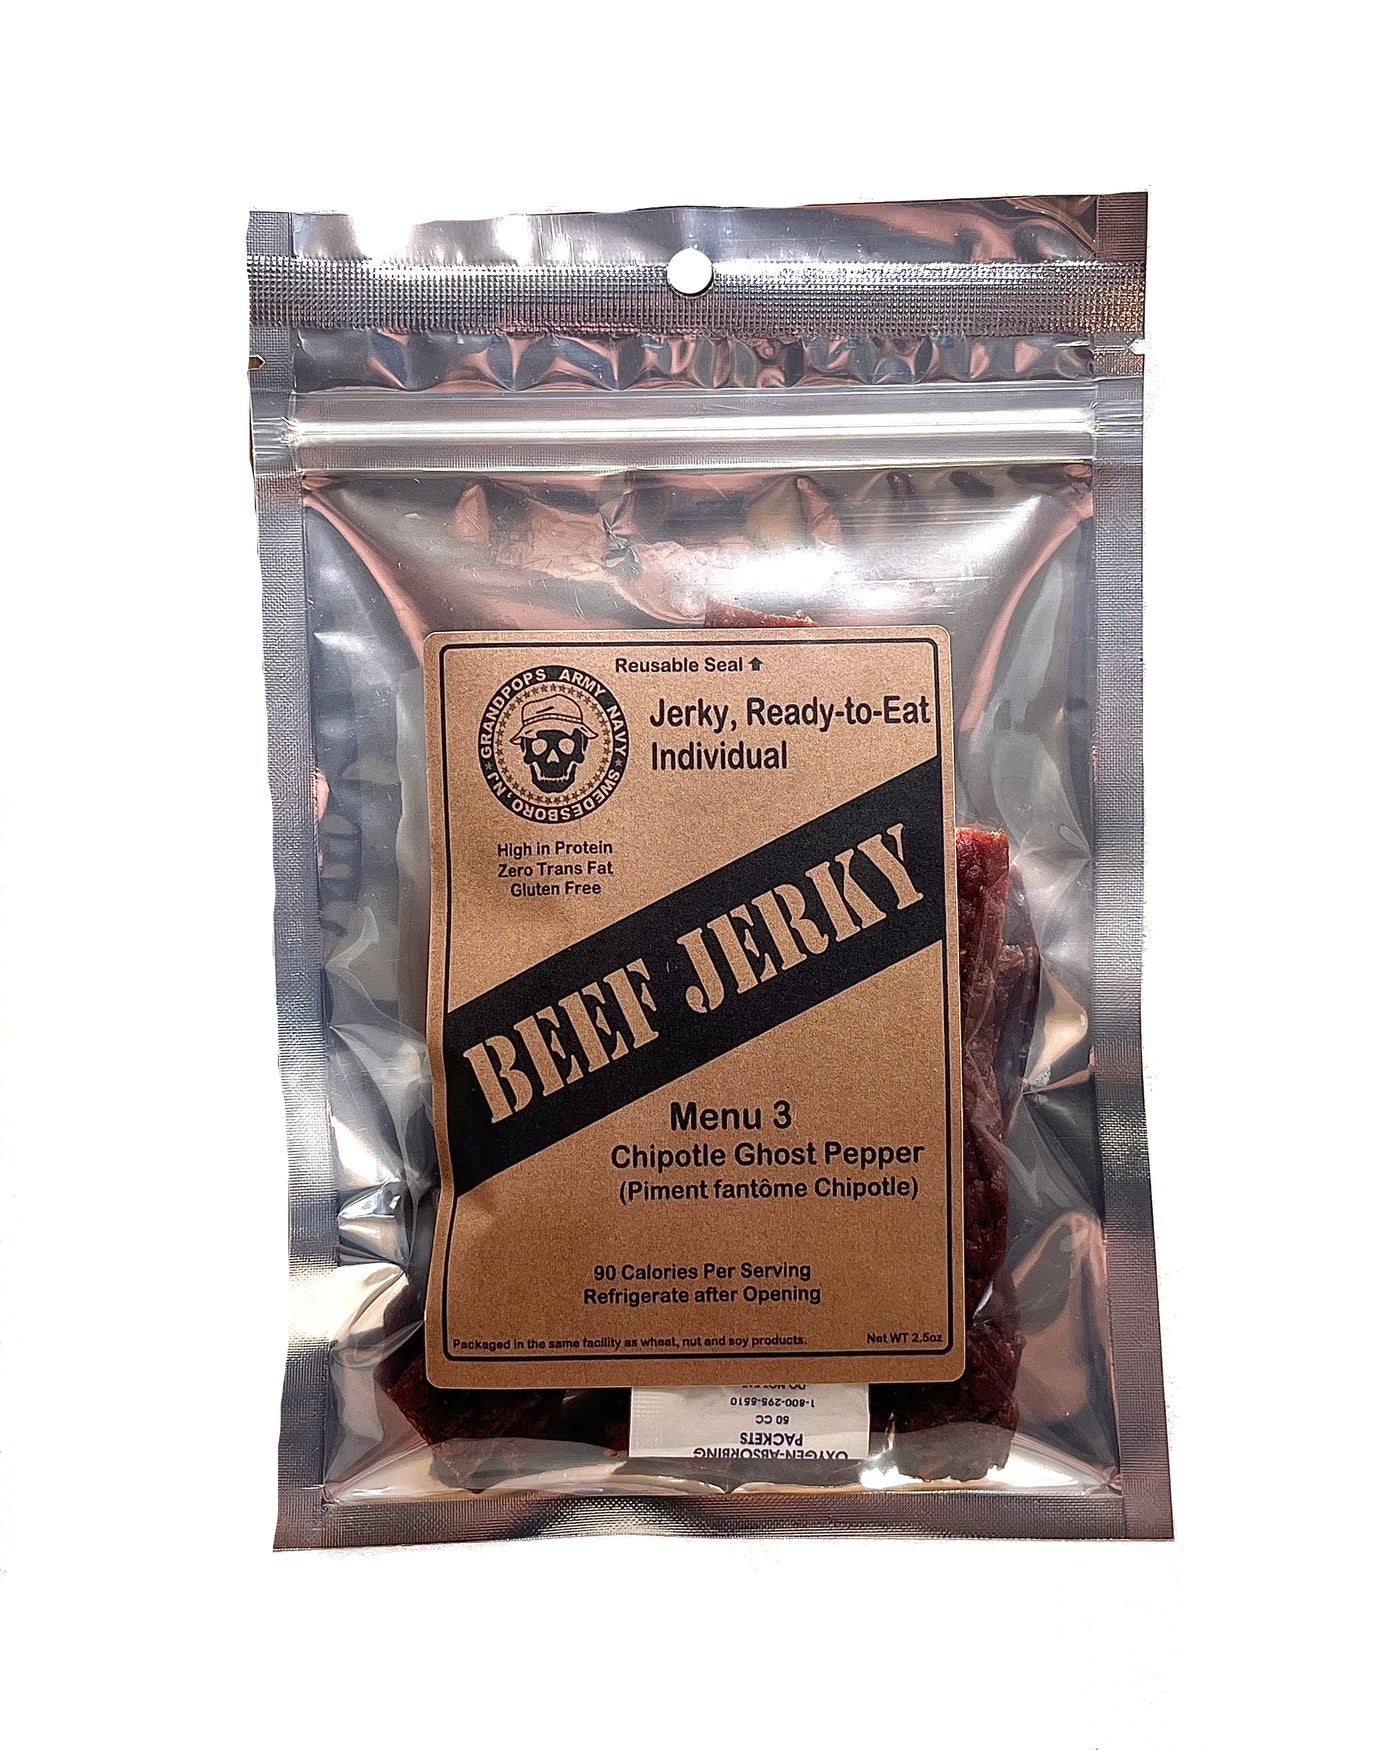 Reusable Seal
GRANDPOPS ARMY NAVY
SWEDESBORO, NJ
Jerky, Ready-to-Eat
Individual
High in Protein
Zero Trans Fat
Gluten Free
BEEF JERKY
Menu 3
Chipotle Ghost Pepper
(Piment fantôme Chipotle)
90 Calories Per Serving
Refrigerate after Opening
Packaged in the same facility as wheat, nut and soy products.
Net WT 2.5oz
OXYGEN-ABSORBING
PACKETS
50 CC
1-800-295-5510